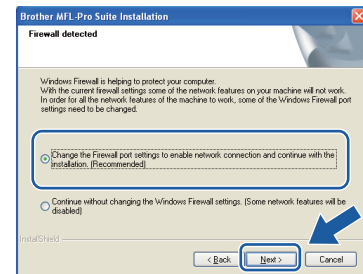 Brother MFL-Pro Suite Installation
Firewall detected
Windows Firewall is helping to protect your computer.
With the current firewall settings some of the network features on your machine will not work.
In order for all the network features of the machine to work, some of the Windows Firewall port
settings need to be changed.
Change the Firewall port settings to enable network connection and continue with the
installation. (Recommended)
Continue without changing the Windows Firewall settings. (Some network features will be
disabled)
InstallShield
< Back
Next >
Cancel